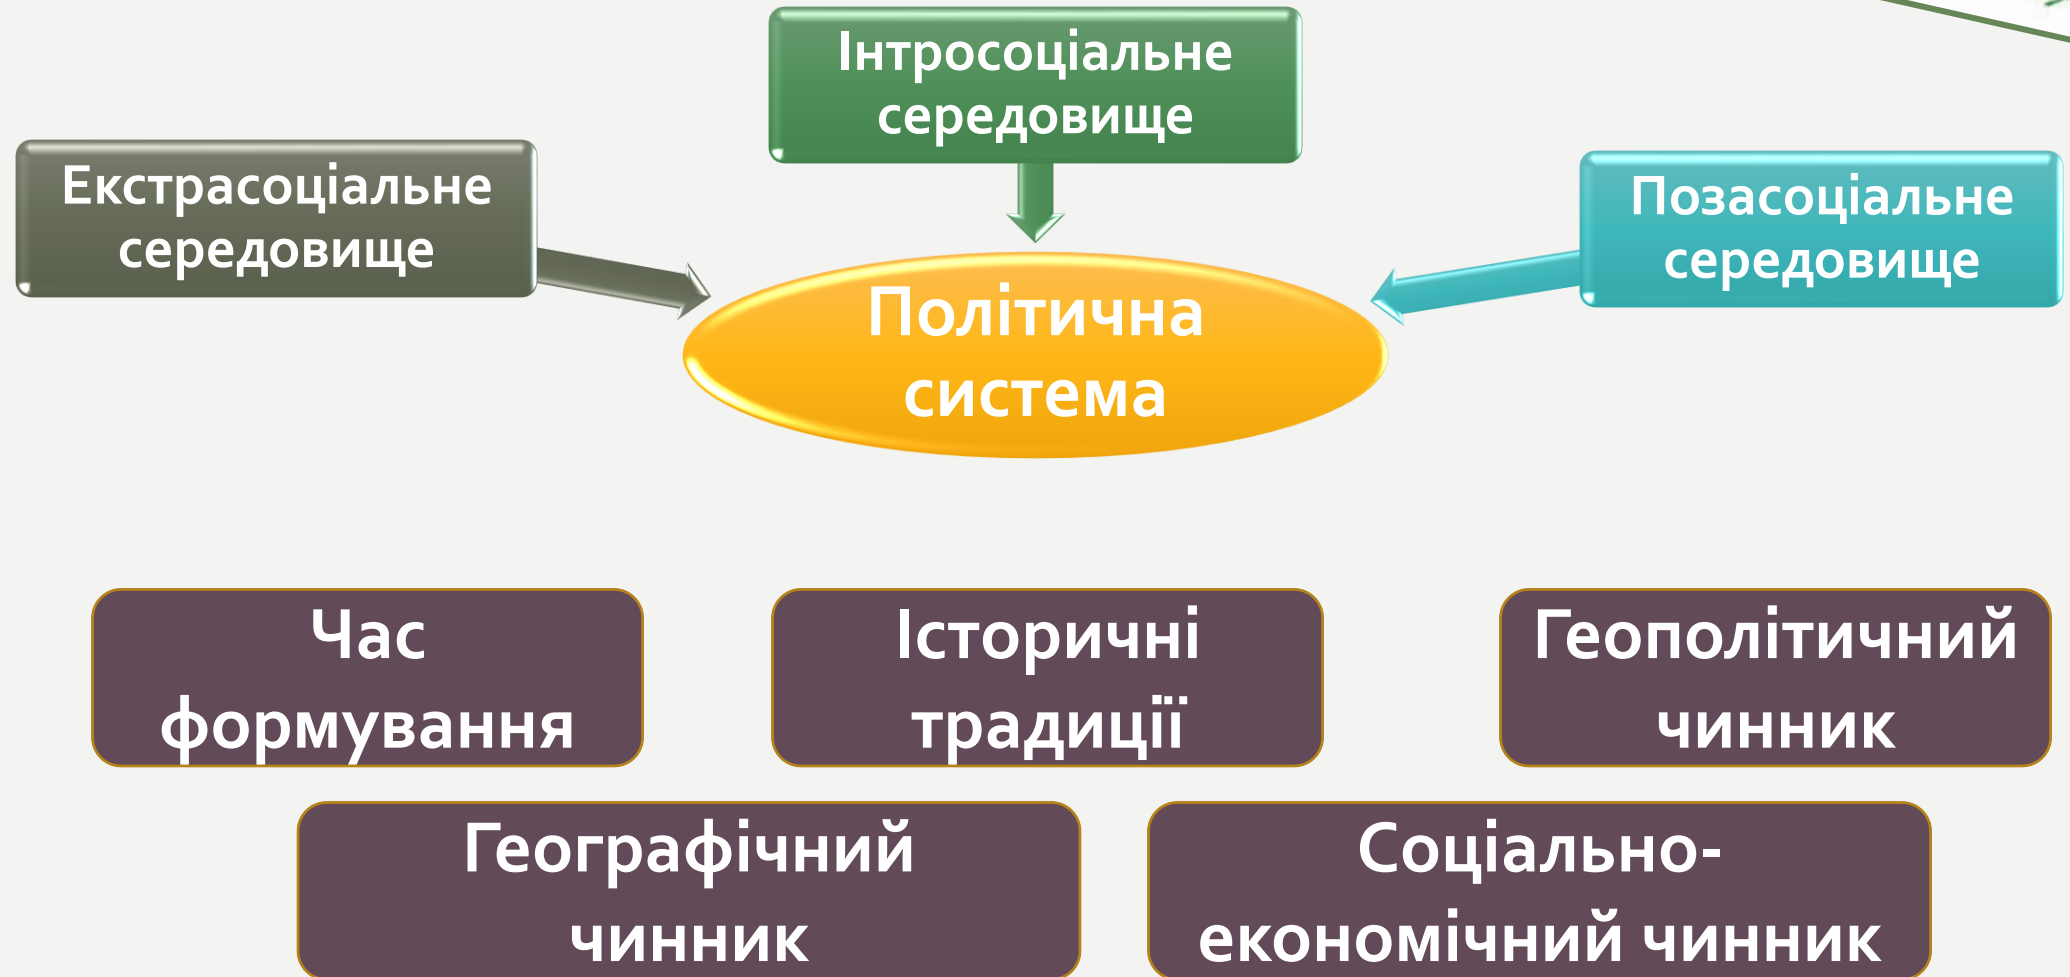 Інтросоціальне
середовище
Екстрасоціальне
середовище
Позасоціальне
середовище
Політична
система
Час
формування
Історичні
традиції
Геополітичний
чинник
Географічний
чинник
Соціально-
економічний чинник